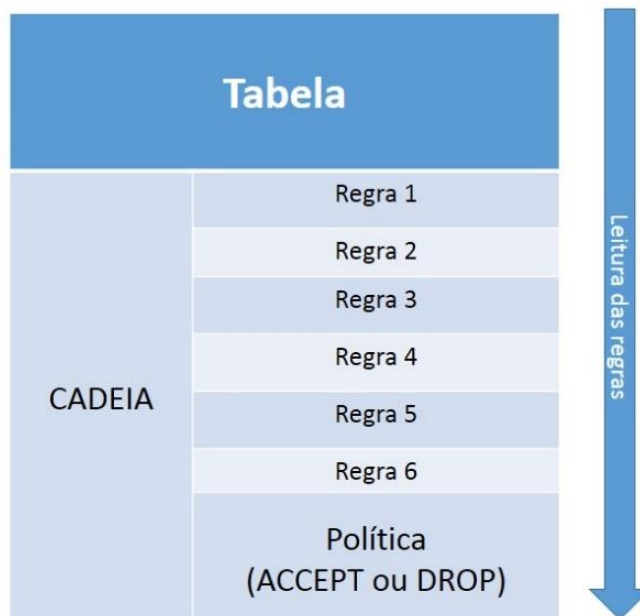 Tabela
CADEIA
Regra 1
Regra 2
Regra 3
Regra 4
Regra 5
Regra 6
Política
(ACCEPT ou DROP)
Leitura das regras